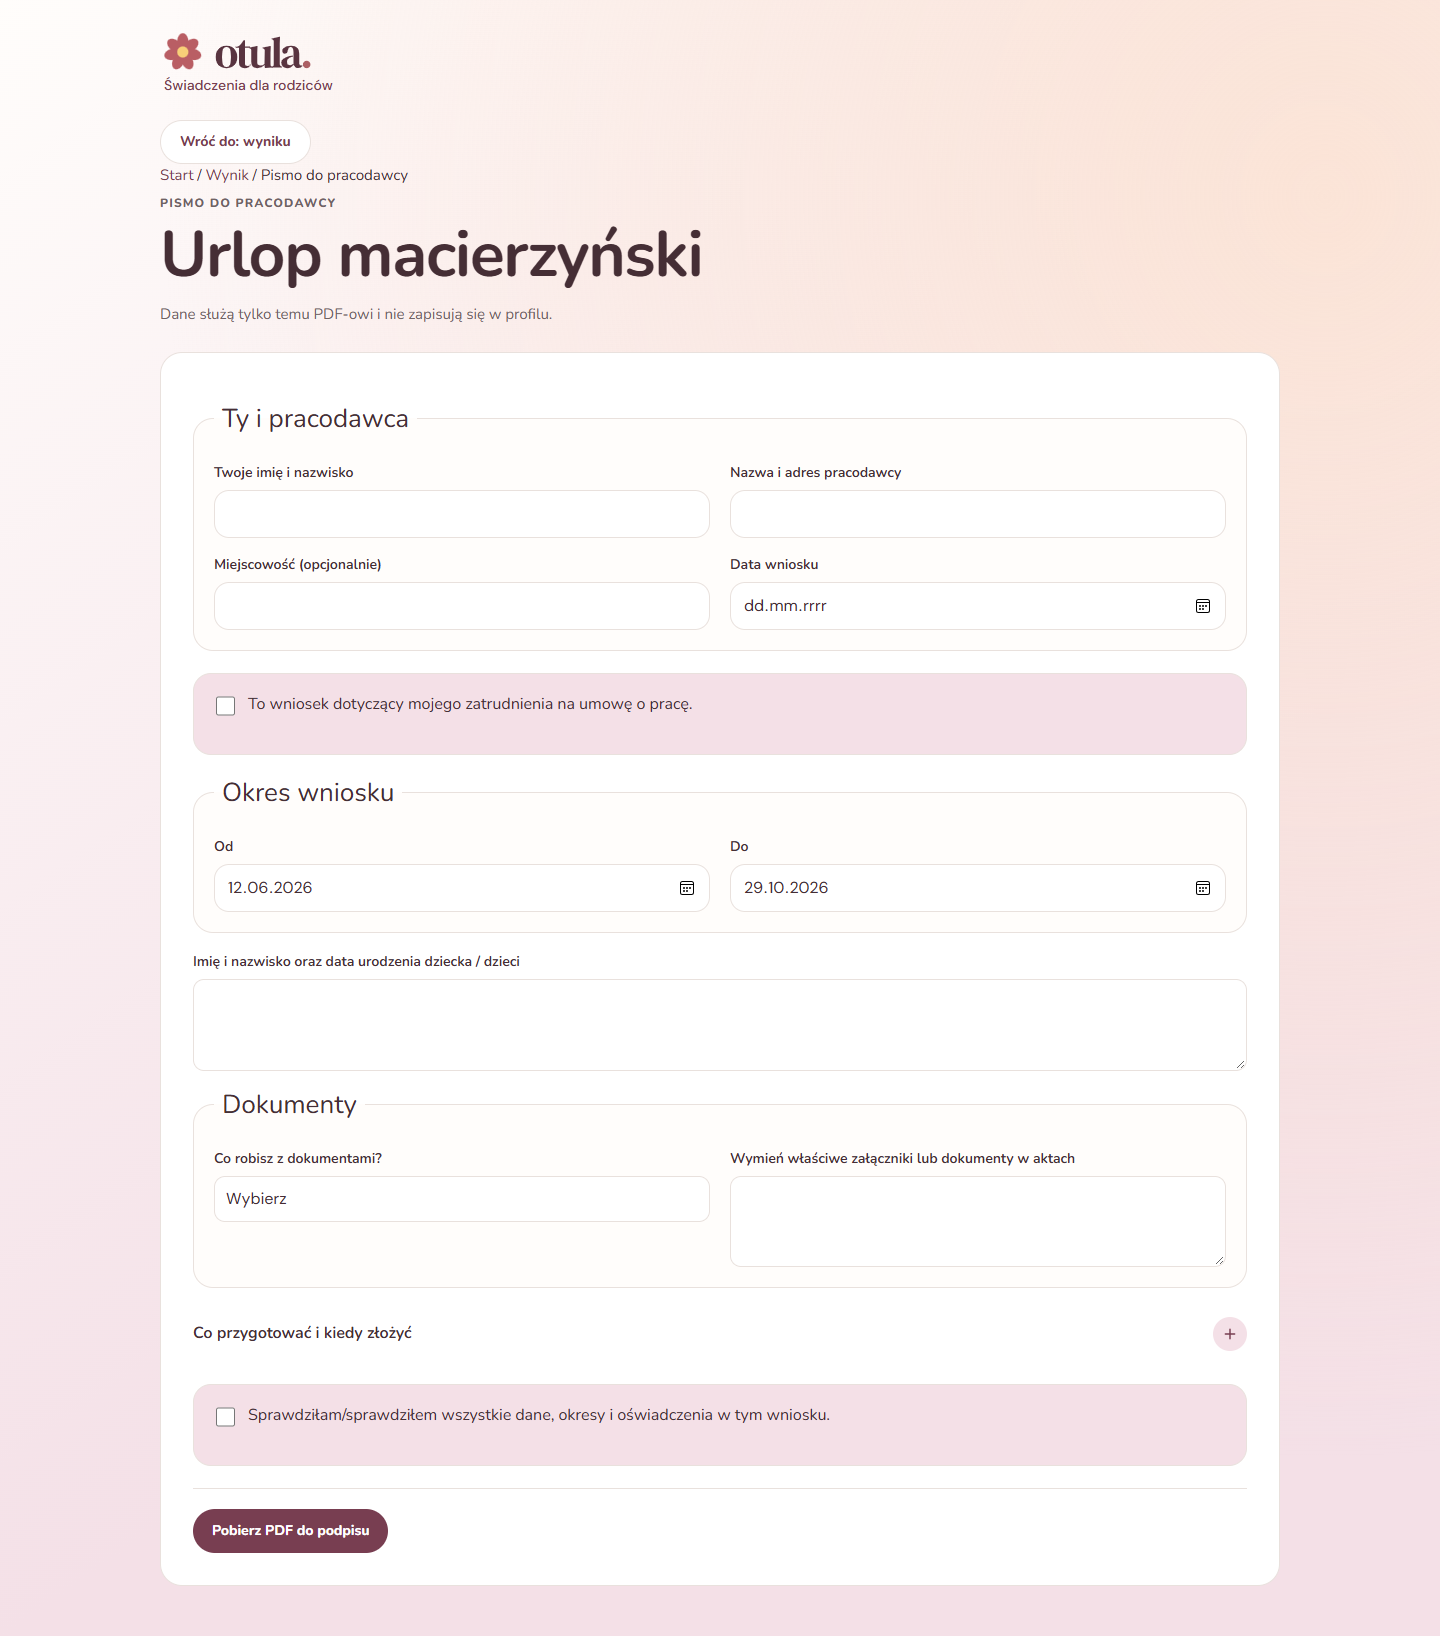 otula.
Świadczenia dla rodziców
Wróć do: wyniku
Start / Wynik / Pismo do pracodawcy
PISMO DO PRACODAWCY
Urlop macierzyński
Dane służą tylko temu PDF-owi i nie zapisują się w profilu.
Ty i pracodawca
Twoje imię i nazwisko
Nazwa i adres pracodawcy
Miejscowość (opcjonalnie)
Data wniosku
dd.mm.rrrr
To wniosek dotyczący mojego zatrudnienia na umowę o pracę.
Okres wniosku
Od
Do
12.06.2026
29.10.2026
Imię i nazwisko oraz data urodzenia dziecka / dzieci
Dokumenty
Co robisz z dokumentami?
Wymień właściwe załączniki lub dokumenty w aktach
Wybierz
Co przygotować i kiedy złożyć
+
Sprawdziłam/sprawdziłem wszystkie dane, okresy i oświadczenia w tym wniosku.
Pobierz PDF do podpisu